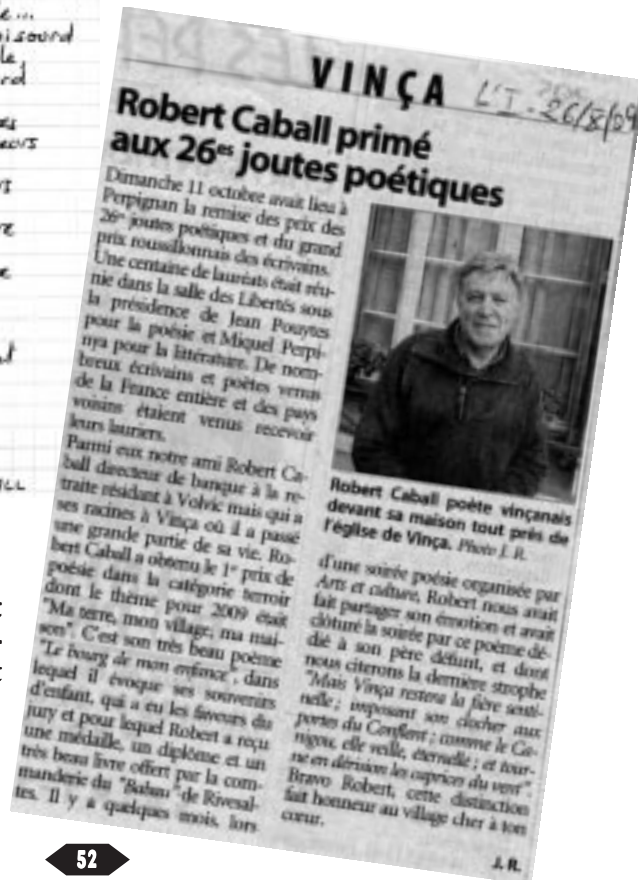 VINÇA
L'I - 26/8/09
Robert Caball primé
aux 26es joutes poétiques
Dimanche 11 octobre avait lieu à
Perpignan la remise des prix des
26es joutes poétiques et du grand
prix roussillonnais des écrivains.
Une centaine de lauréats était réu-
nie dans la salle des Libertés sous
la présidence de Jean Pouytes
pour la poésie et Miquel Perpi-
nya pour la littérature. De nom-
breux écrivains et poètes venus
de la France entière et des pays
voisins étaient venus recevoir
leurs lauriers.
Parmi eux notre ami Robert Ca-
ball directeur de banque à la re-
traite résidant à Volvic mais qui a
ses racines à Vinça où il a passé
une grande partie de sa vie. Ro-
bert Caball a obtenu le 1er prix de
poésie dans la catégorie terroir
dont le thème pour 2009 était
"Ma terre, mon village, ma mai-
son". C'est son très beau poème
"Le bourg de mon enfance", dans
lequel il évoque ses souvenirs
d'enfant, qui a eu les faveurs du
jury et pour lequel Robert a reçu
une médaille, un diplôme et un
très beau livre offert par la com-
manderie du "Babau" de Rivesal-
tes. Il y a quelques mois, lors
Robert Caball poète vinçanais
devant sa maison tout près de
l'église de Vinça. Photo J. R.
d'une soirée poésie organisée par
Arts et culture, Robert nous avait
fait partager son émotion et avait
clôturé la soirée par ce poème dé-
dié à son père défunt, et dont
nous citerons la dernière strophe
"Mais Vinça restera la fière senti-
nelle ; imposant son clocher aux
portes du Conflent ; comme le Ca-
nigou, elle veille, éternelle ; et tour-
ne en dérision les caprices du vent".
Bravo Robert, cette distinction
fait honneur au village cher à ton
cœur.
J. R.
52